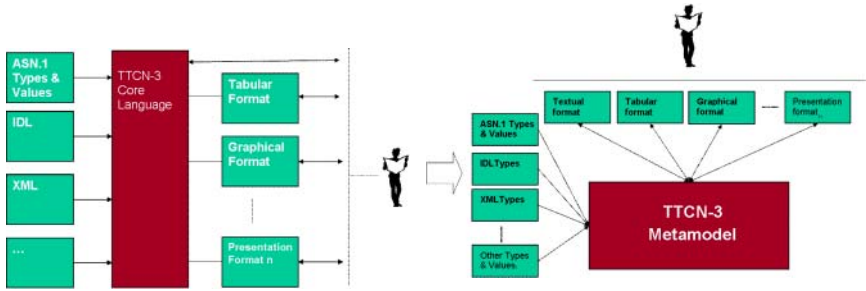 ASN.1
Types &
Values
IDL
XML
...
TTCN-3
Core
Language
Tabular
Format
Graphical
Format
Presentation
Format n
ASN.1 Types
& Values
IDLTypes
XMLTypes
Other Types
& Values.
Textual
format
Tabular
format
Graphical
format
Presentation
format
TTCN-3
Metamodel